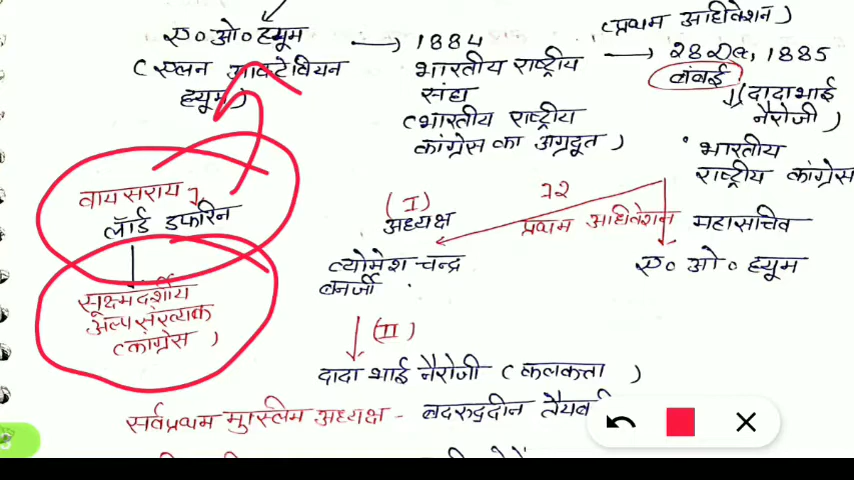 (प्रथम अधिवेशन)
ए० ओ० ह्यूम → 1884 → 28 Dec, 1885
(एलन आक्टेवियन ह्यूम)
भारतीय राष्ट्रीय संघ
(भारतीय राष्ट्रीय कांग्रेस का अग्रदूत)
बंबई
दादाभाई नैरोजी)
भारतीय राष्ट्रीय कांग्रेस
वायसराय
लॉर्ड डफरिन
सूक्ष्मदर्शीय
अल्पसंख्यक
(कांग्रेस)
(I)
अध्यक्ष
72
प्रथम अधिवेशन
महासचिव
व्योमेश चन्द्र
बनर्जी
ए० ओ० ह्यूम
(II)
दादा भाई नैरोजी (कलकत्ता)
सर्वप्रथम मुस्लिम अध्यक्ष - बदरुद्दीन